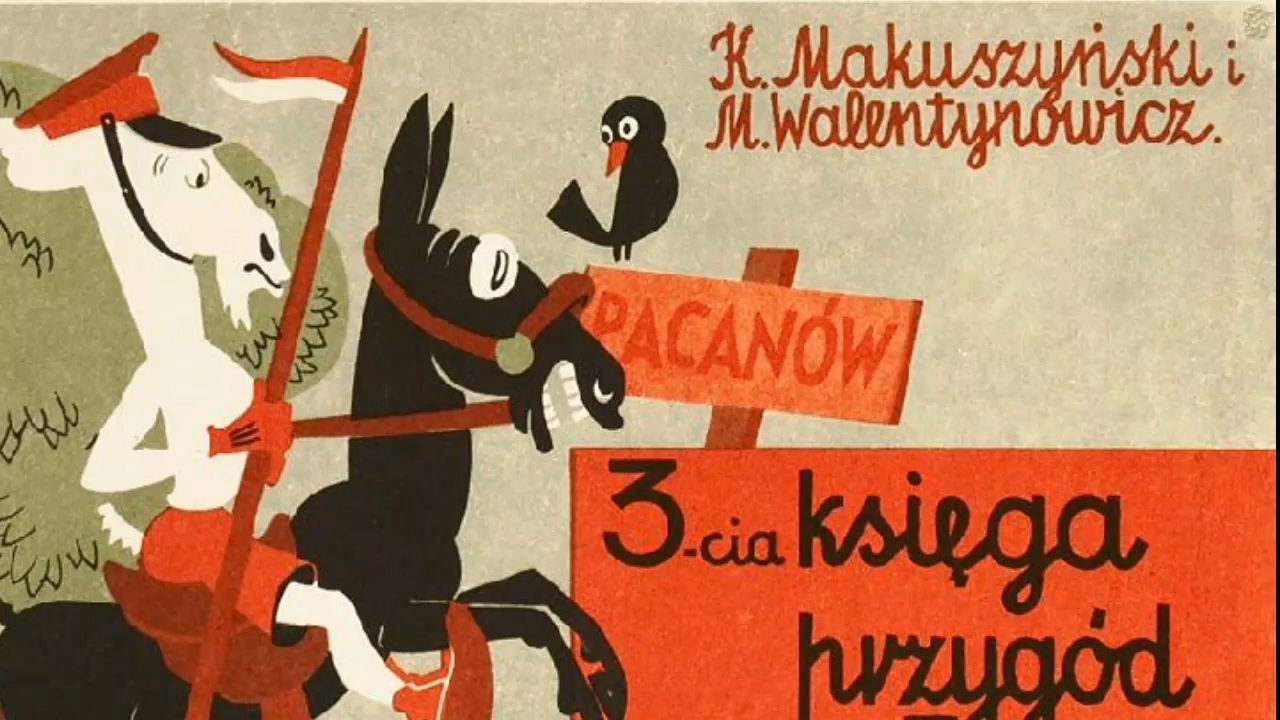 K. Makuszyński i
M. Walentynowicz.
PACANÓW
3-cia księga
przygód